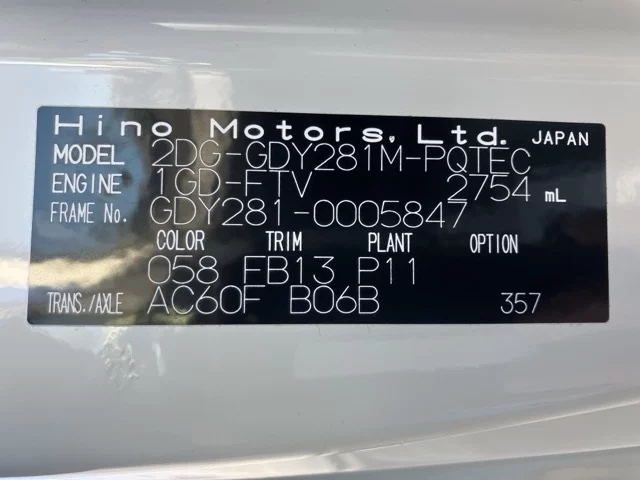 Hino Motors, Ltd. JAPAN
MODEL 2DG-GDY281M-PQTEC
ENGINE 1GD-FTV 2754 mL
FRAME No. GDY281-0005847
COLOR TRIM PLANT OPTION
058 FB13 P11
TRANS./AXLE AC60F B06B 357